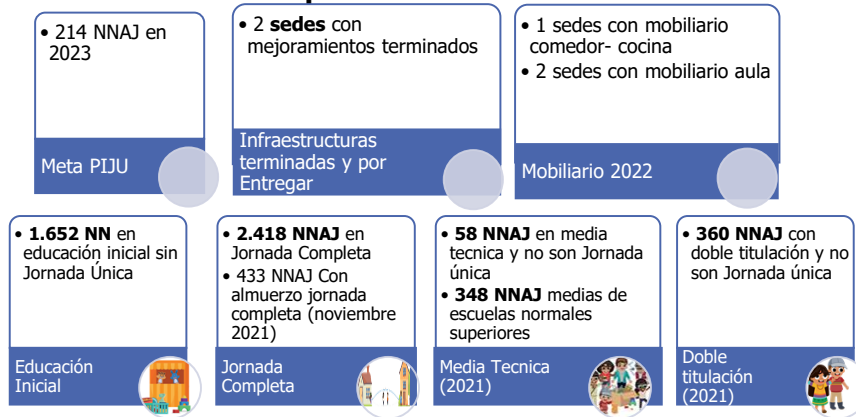 • 214 NNAJ en
2023
Meta PIJU
• 2 sedes con
mejoramientos terminados
Infraestructuras
terminadas y por
Entregar
• 1 sedes con mobiliario
comedor- cocina
• 2 sedes con mobiliario aula
Mobiliario 2022
• 1.652 NN en
educación inicial sin
Jornada Única
Educación
Inicial
• 2.418 NNAJ en
Jornada Completa
• 433 NNAJ Con
almuerzo jornada
completa (noviembre
2021)
Jornada
Completa
• 58 NNAJ en media
tecnica y no son Jornada
única
• 348 NNAJ medias de
escuelas normales
superiores
Media Tecnica
(2021)
• 360 NNAJ con
doble titulación y no
son Jornada única
Doble
titulación
(2021)